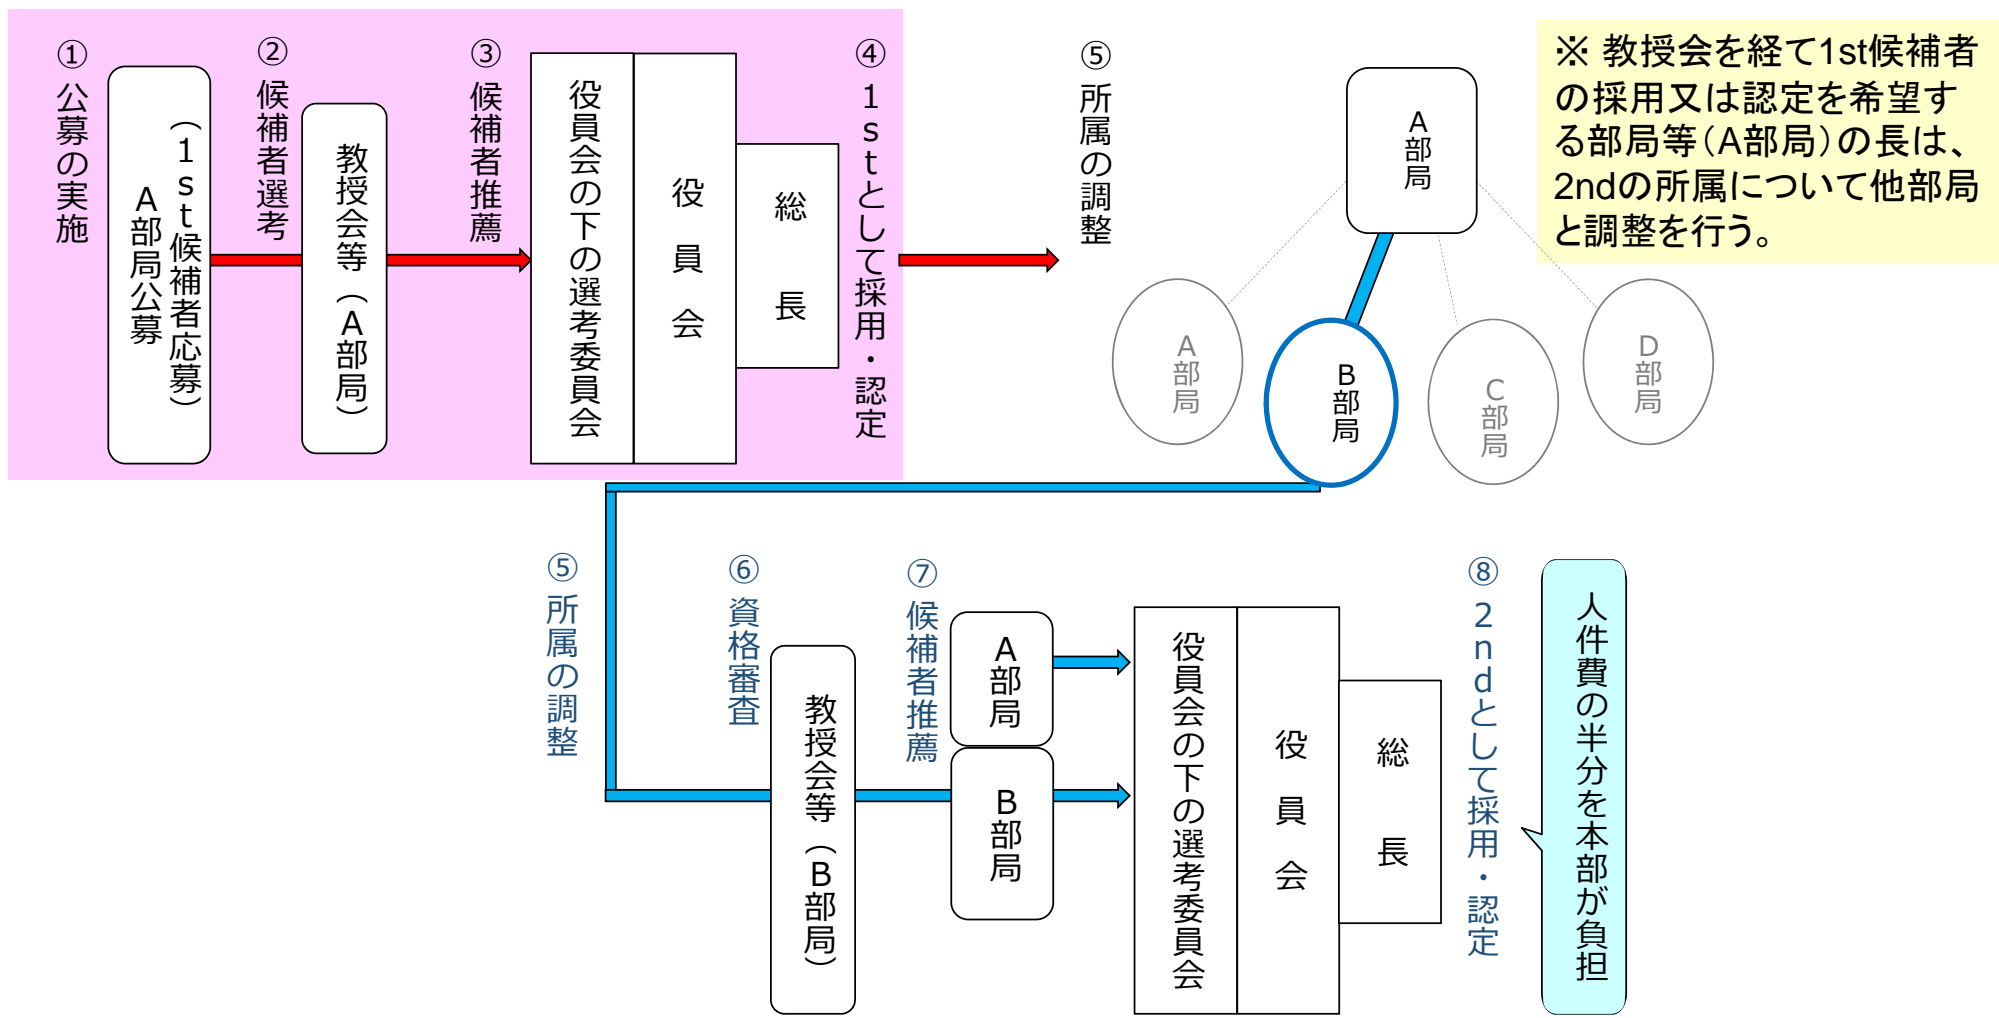 ①公募の実施
A部局公募
(1st候補者応募)
②候補者選考
教授会等(A部局)
③候補者推薦
役員会の下の選考委員会
役員会
総長
④1stとして採用・認定
⑤所属の調整
A部局
A部局
B部局
C部局
D部局
※ 教授会を経て1st候補者
の採用又は認定を希望す
る部局等(A部局)の長は、
2ndの所属について他部局
と調整を行う。
⑤所属の調整
⑥資格審査
教授会等(B部局)
⑦候補者推薦
A部局
B部局
役員会の下の選考委員会
役員会
総長
⑧2ndとして採用・認定
人件費の半分を本部が負担